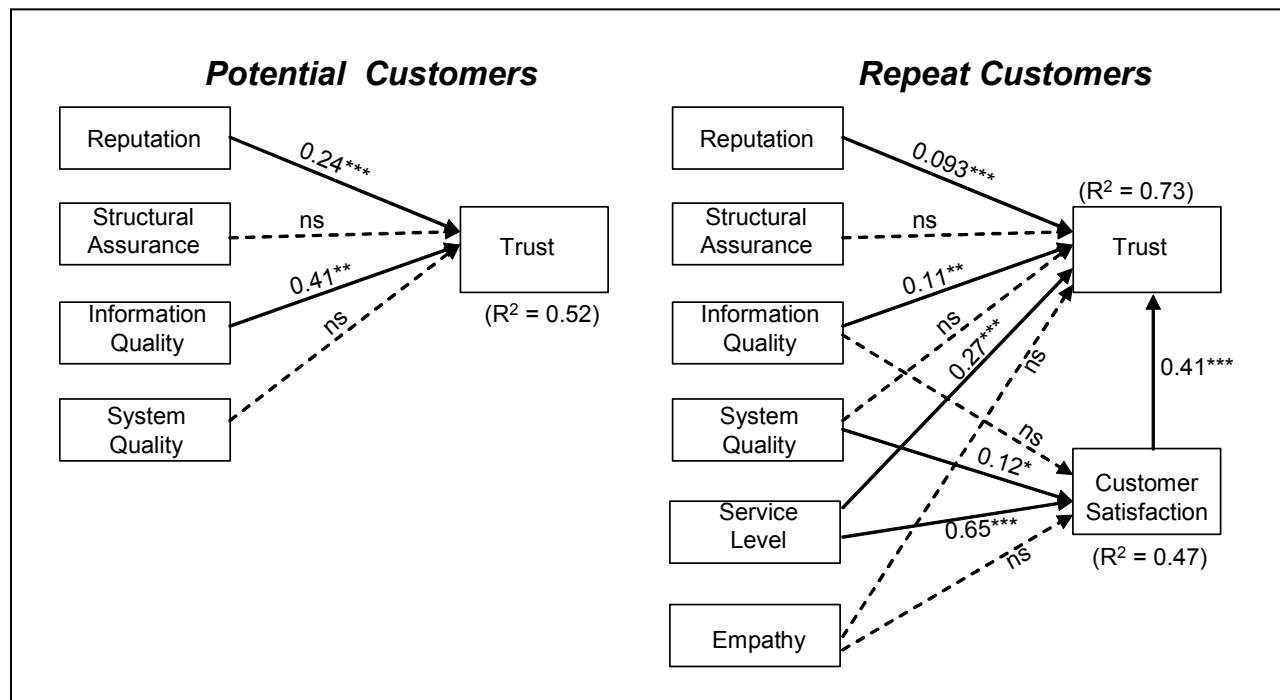 Potential Customers
Reputation
0.24***
Structural
Assurance
ns
Trust
Information
Quality
0.41**
ns
(R² = 0.52)
System
Quality
Repeat Customers
Reputation
0.093***
(R² = 0.73)
Structural
Assurance
ns
Trust
Information
Quality
0.11**
ns
0.27***
ns
0.41***
System
Quality
ns
0.12*
Customer
Satisfaction
Service
Level
0.65***
ns
(R² = 0.47)
Empathy